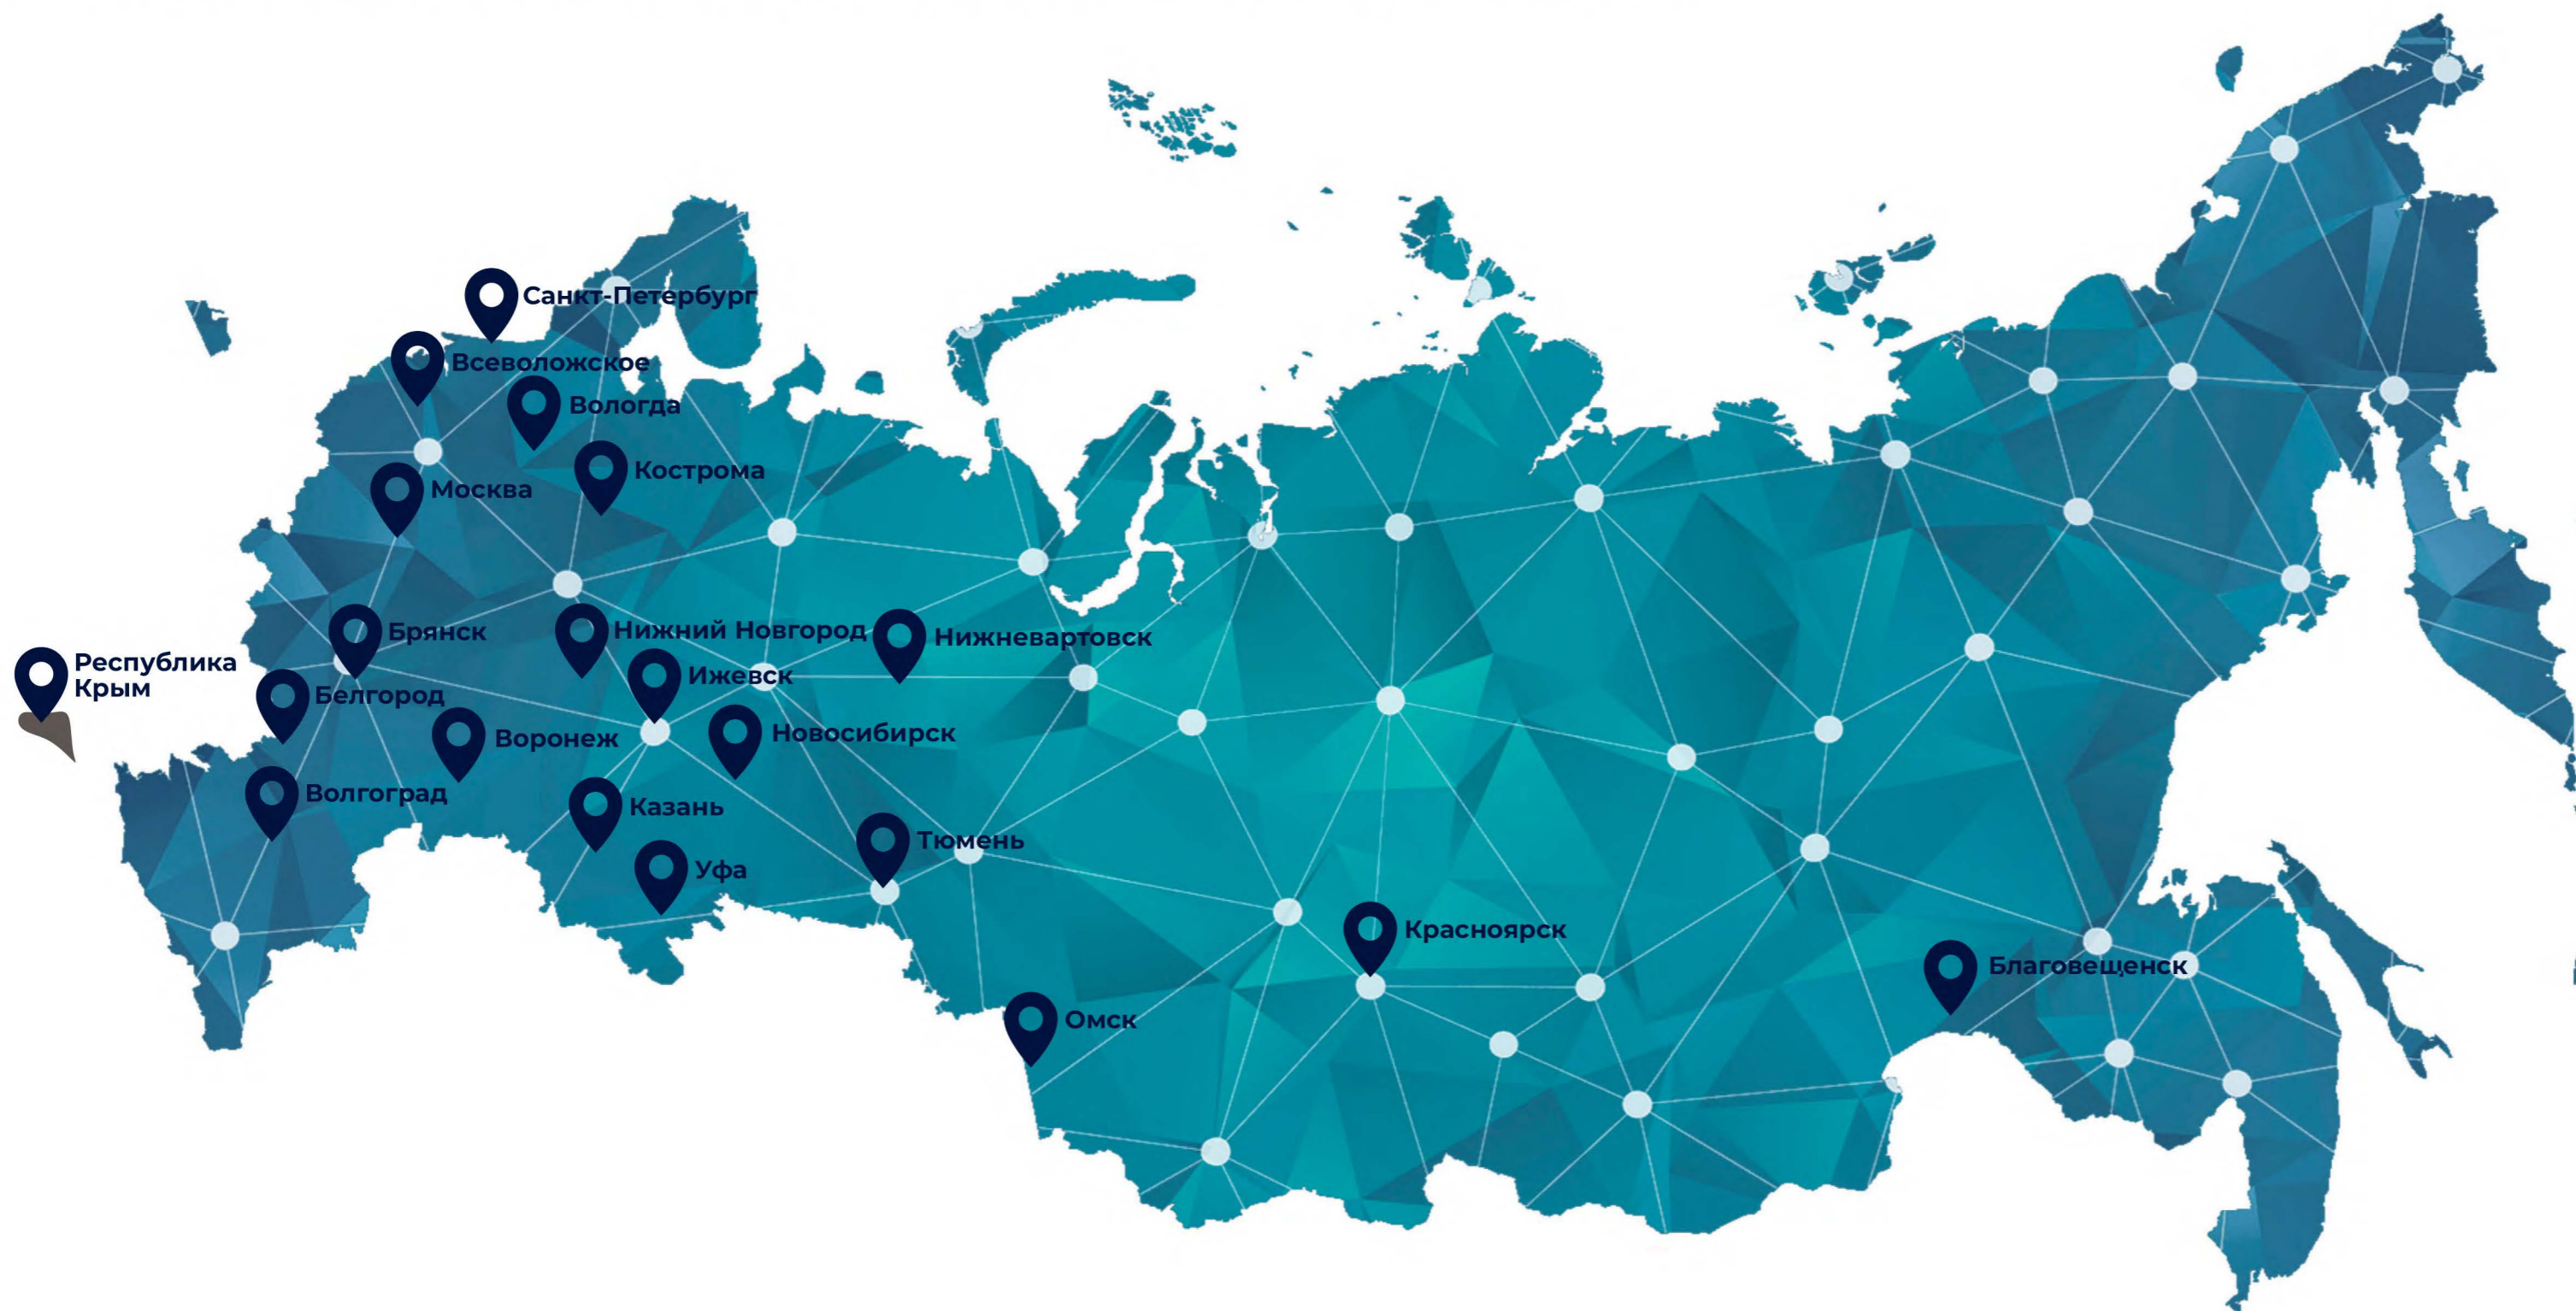 Санкт-Петербург
Всеволожское
Вологда
Кострома
Москва
Брянск
Нижний Новгород
Нижневартовск
Республика
Крым
Ижевск
Белгород
Воронеж
Новосибирск
Волгоград
Казань
Тюмень
Уфа
Красноярск
Благовещенск
Омск